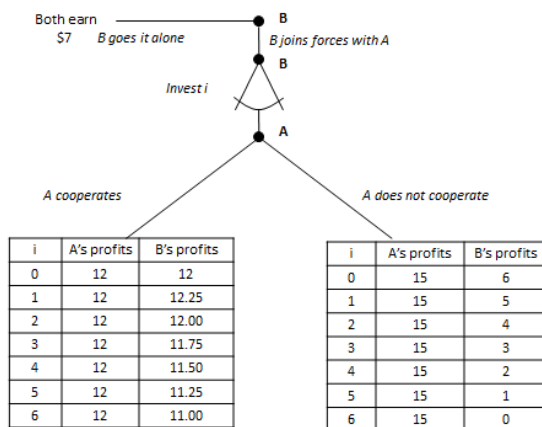 Both earn
$7
B goes it alone
B
B joins forces with A
B
Invest i
A
A cooperates
A does not cooperate
i A's profits B's profits
0 12 12
1 12 12.25
2 12 12.00
3 12 11.75
4 12 11.50
5 12 11.25
6 12 11.00
i A's profits B's profits
0 15 6
1 15 5
2 15 4
3 15 3
4 15 2
5 15 1
6 15 0